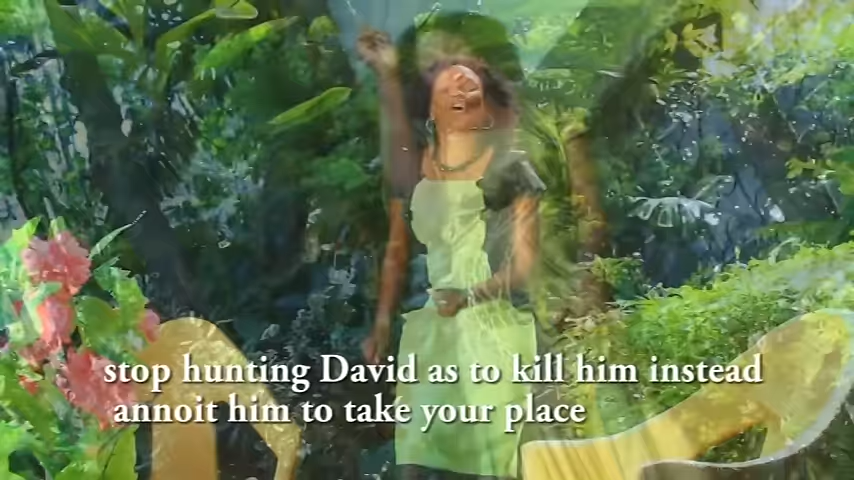 stop hunting David as to kill him instead
annoit him to take your place